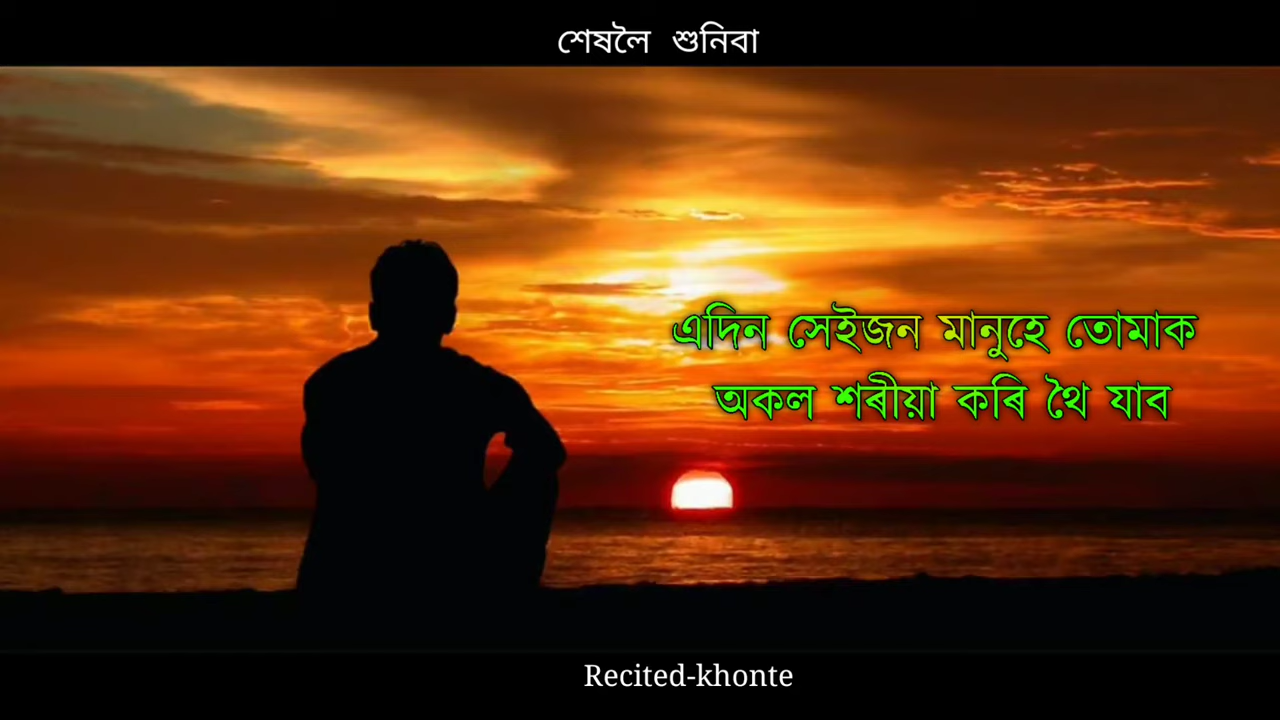 শেষলৈ শুনিবা
এদিন সেইজন মানুহে তোমাক
অকল শৰীয়া কৰি থৈ যাব
Recited-khonte